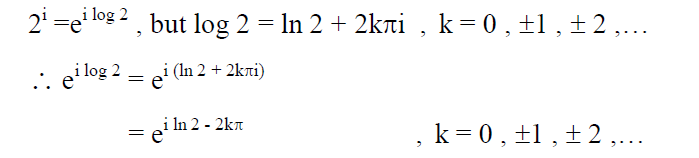 2^i =e^{i log 2} , but log 2 = ln 2 + 2kπi , k = 0 , ±1 , ± 2 ,…
∴ e^{i log 2} = e^{i (ln 2 + 2kπi)}
= e^{i ln 2 - 2kπ} , k = 0 , ±1 , ± 2 ,…